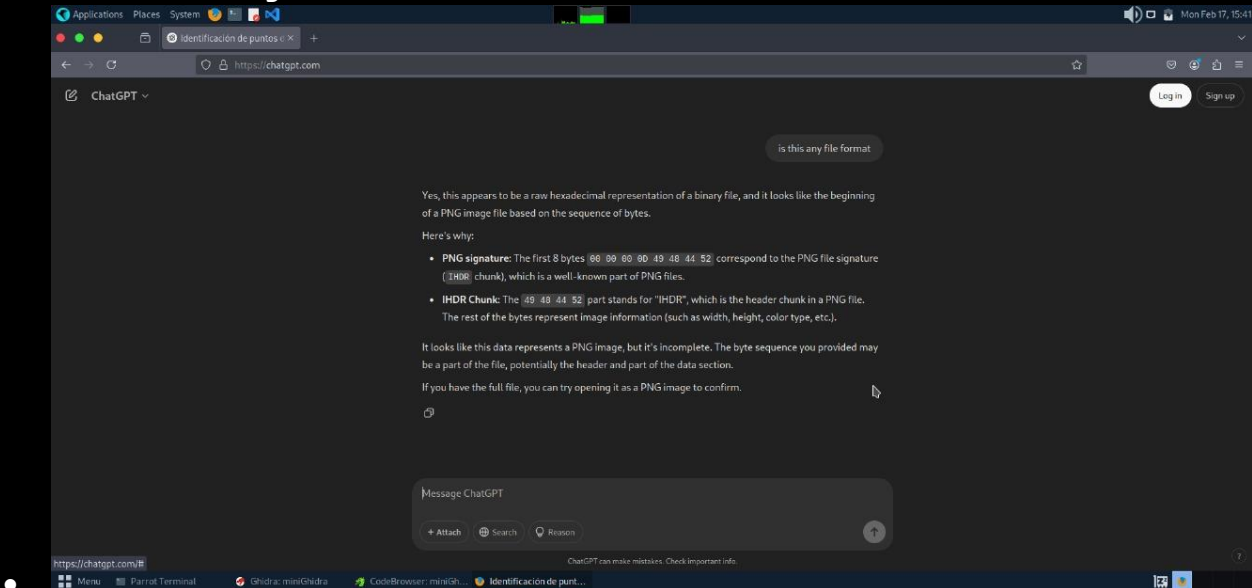 Applications Places System Mon Feb 17, 15:41
Identificación de puntos
https://chatgpt.com
ChatGPT Log in Sign up
is this any file format
Yes, this appears to be a raw hexadecimal representation of a binary file, and it looks like the beginning
of a PNG image file based on the sequence of bytes.
Here's why:
• PNG signature: The first 8 bytes 00 00 00 0D 49 48 44 52 correspond to the PNG file signature
(IHDR chunk), which is a well-known part of PNG files.
• IHDR Chunk: The 49 48 44 52 part stands for "IHDR", which is the header chunk in a PNG file.
The rest of the bytes represent image information (such as width, height, color type, etc.).
It looks like this data represents a PNG image, but it's incomplete. The byte sequence you provided may
be a part of the file, potentially the header and part of the data section.
If you have the full file, you can try opening it as a PNG image to confirm.
Message ChatGPT
+ Attach Search Reason
ChatGPT can make mistakes. Check important info. ?
https://chatgpt.com/#
Menu Parrot Terminal Ghidra: miniGhidra CodeBrowser: miniGh... Identificación de punt...